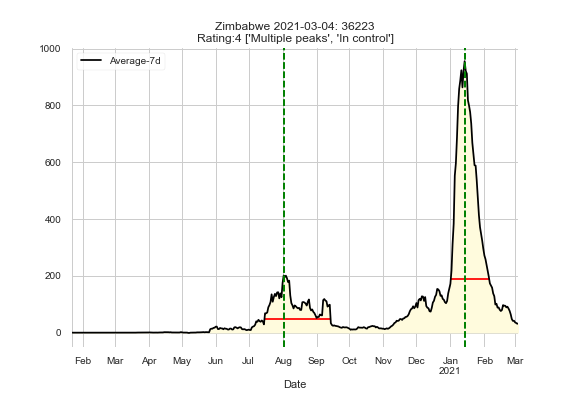 Zimbabwe 2021-03-04: 36223
Rating:4 ['Multiple peaks', 'In control']
Average-7d
1000
800
600
400
200
0
Feb Mar Apr May Jun Jul Aug Sep Oct Nov Dec Jan Feb Mar
2021
Date